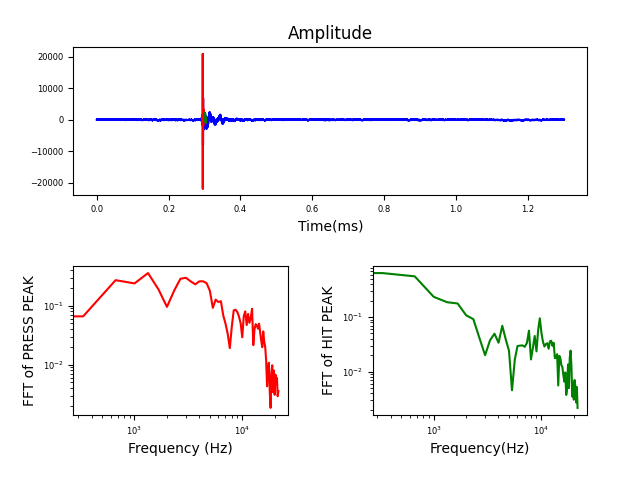 Amplitude
20000
10000
0
−10000
−20000
0.0 0.2 0.4 0.6 0.8 1.0 1.2
Time(ms)
FFT of PRESS PEAK
10⁻¹
10⁻²
10³ 10⁴
Frequency (Hz)
FFT of HIT PEAK
10⁻¹
10⁻²
10³ 10⁴
Frequency(Hz)